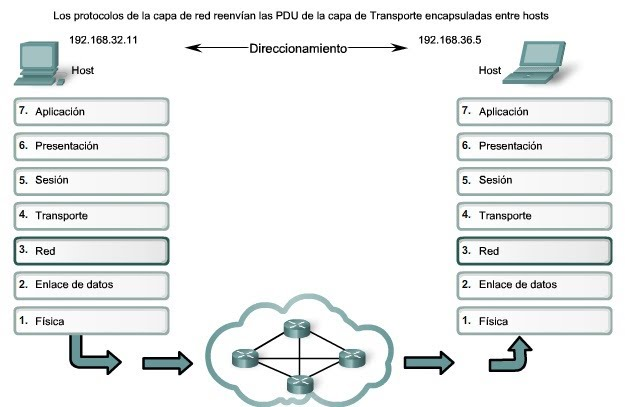 Los protocolos de la capa de red reenvían las PDU de la capa de Transporte encapsuladas entre hosts
192.168.32.11
Direccionamiento
192.168.36.5
Host
Host
7. Aplicación
6. Presentación
5. Sesión
4. Transporte
3. Red
2. Enlace de datos
1. Física
7. Aplicación
6. Presentación
5. Sesión
4. Transporte
3. Red
2. Enlace de datos
1. Física